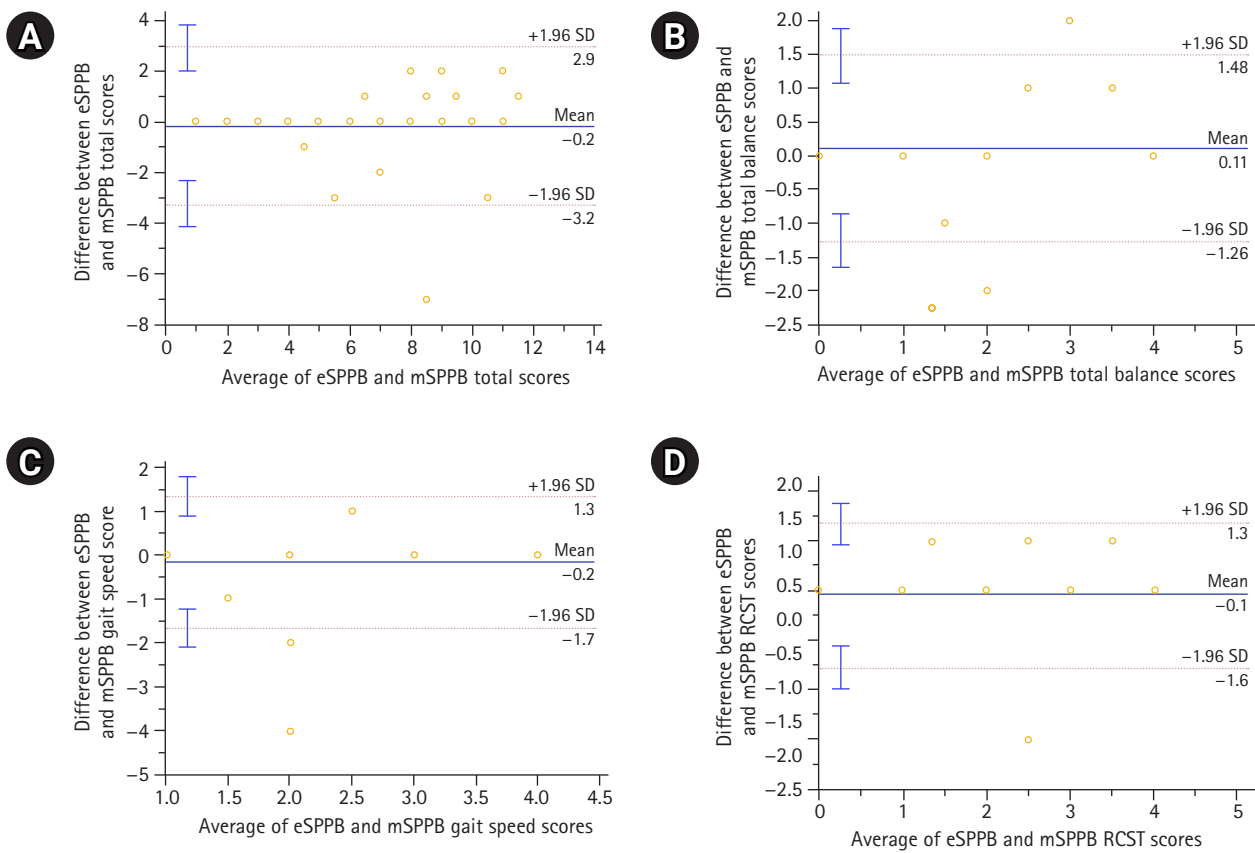 A
Difference between eSPPB
and mSPPB total scores
4
2
0
−2
−4
−6
−8
+1.96 SD
2.9
Mean
−0.2
−1.96 SD
−3.2
0
2
4
6
8
10
12
14
Average of eSPPB and mSPPB total scores
B
Difference between eSPPB and
mSPPB total balance scores
2.0
1.5
1.0
0.5
0.0
−0.5
−1.0
−1.5
−2.0
−2.5
+1.96 SD
1.48
Mean
0.11
−1.96 SD
−1.26
0
1
2
3
4
5
Average of eSPPB and mSPPB total balance scores
C
Difference between eSPPB
and mSPPB gait speed score
2
1
0
−1
−2
−3
−4
−5
+1.96 SD
1.3
Mean
−0.2
−1.96 SD
−1.7
1.0
1.5
2.0
2.5
3.0
3.5
4.0
4.5
Average of eSPPB and mSPPB gait speed scores
D
Difference between eSPPB
and mSPPB RCST scores
2.0
1.5
1.0
0.5
0.0
−0.5
−1.0
−1.5
−2.0
−2.5
+1.96 SD
1.3
Mean
−0.1
−1.96 SD
−1.6
0
1
2
3
4
5
Average of eSPPB and mSPPB RCST scores